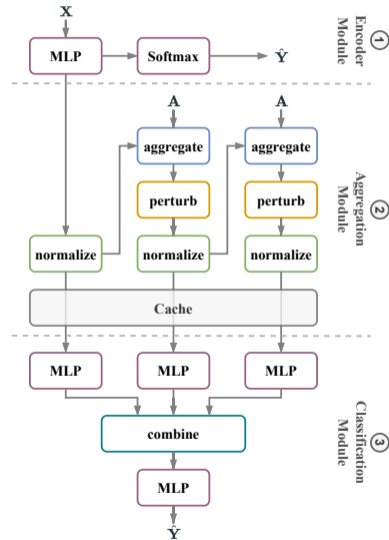 X
MLP
Softmax
Ŷ
Encoder
Module
1
A
A
aggregate
aggregate
perturb
perturb
normalize
normalize
normalize
Aggregation
Module
2
Cache
MLP
MLP
MLP
combine
MLP
Ŷ
Classification
Module
3